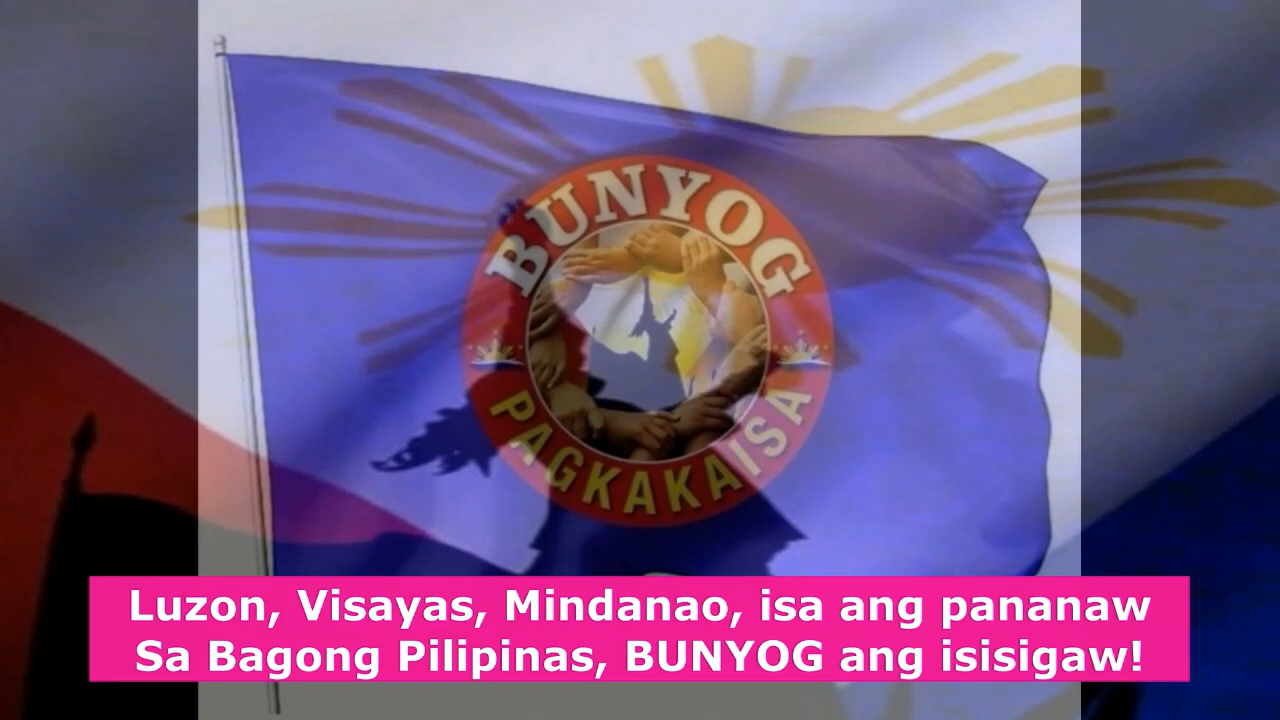 BUNYOG
PAGKAKAISA
Luzon, Visayas, Mindanao, isa ang pananaw
Sa Bagong Pilipinas, BUNYOG ang isisigaw!